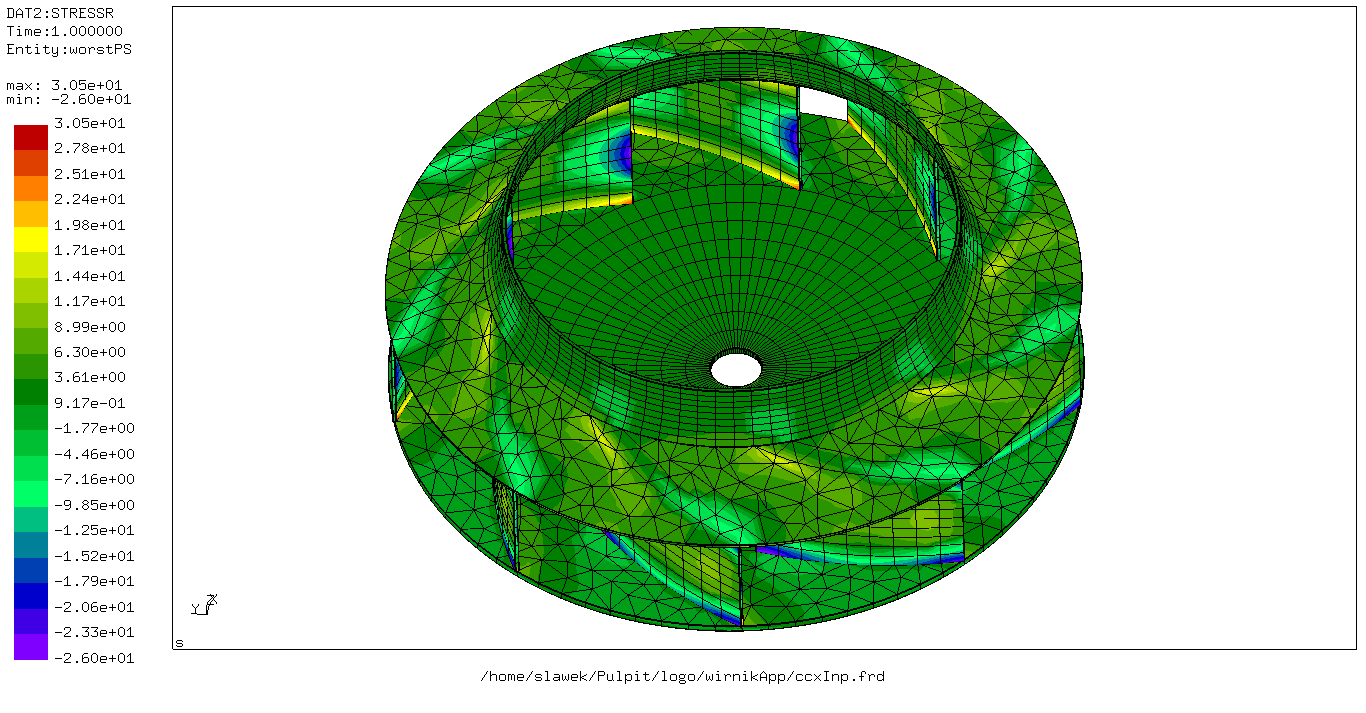 DAT2:STRESSR
Time:1.000000
Entity:worstPS
max: 3.05e+01
min: -2.60e+01
3.05e+01
2.78e+01
2.51e+01
2.24e+01
1.98e+01
1.71e+01
1.44e+01
1.17e+01
8.99e+00
6.30e+00
3.61e+00
9.17e-01
-1.77e+00
-4.46e+00
-7.16e+00
-9.85e+00
-1.25e+01
-1.52e+01
-1.79e+01
-2.06e+01
-2.33e+01
-2.60e+01
Y Z
s
/home/slawek/Pulpit/logo/wirnikApp/ccxInp.frd